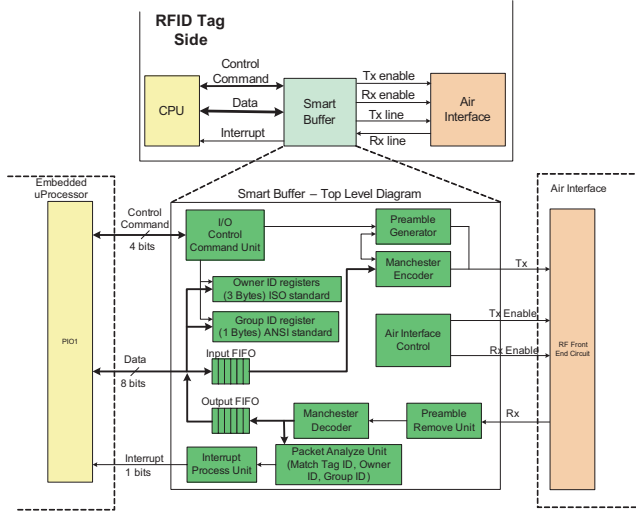 RFID Tag
Side
Control
Command
Tx enable
Rx enable
CPU
Data
Smart
Buffer
Tx line
Air
Interface
Interrupt
Rx line
Embedded
uProcessor
Smart Buffer – Top Level Diagram
Air Interface
Control
Command
4 bits
I/O
Control
Command Unit
Preamble
Generator
Manchester
Encoder
Tx
Owner ID registers
(3 Bytes) ISO standard
Group ID register
(1 Bytes) ANSI standard
Tx Enable
Air Interface
Control
PIO1
RF Front
End Circuit
Rx Enable
Data
8 bits
Input FIFO
Output FIFO
Manchester
Decoder
Preamble
Remove Unit
Rx
Interrupt
1 bits
Interrupt
Process Unit
Packet Analyze Unit
(Match Tag ID, Owner
ID, Group ID)